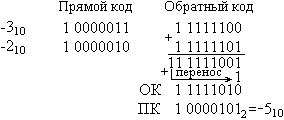 Прямой код Обратный код
-3₁₀ 1 0000011 1 1111100
+
-2₁₀ 1 0000010 1 1111101
11 1111001
+ перенос 1
ОК 1 1111010
ПК 1 0000101₂=-5₁₀